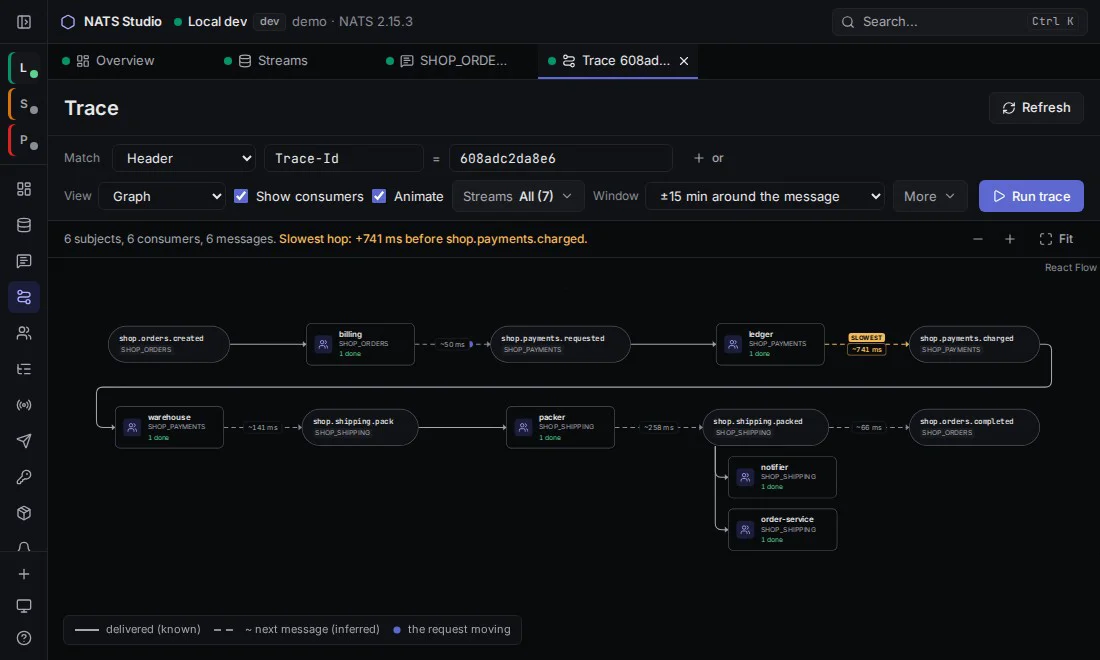 NATS Studio Local dev dev demo · NATS 2.15.3 Search... Ctrl K
L Overview Streams SHOP_ORDE... Trace 608ad... ×
S
P
Trace Refresh
Match Header Trace-Id = 608adc2da8e6 + or
View Graph Show consumers Animate Streams All (7) Window ±15 min around the message More Run trace
6 subjects, 6 consumers, 6 messages. Slowest hop: +741 ms before shop.payments.charged. − + Fit
React Flow
shop.orders.created
SHOP_ORDERS
billing
SHOP_ORDERS
1 done
~50 ms
shop.payments.requested
SHOP_PAYMENTS
ledger
SHOP_PAYMENTS
1 done
SLOWEST
~741 ms
shop.payments.charged
SHOP_PAYMENTS
warehouse
SHOP_PAYMENTS
1 done
~141 ms
shop.shipping.pack
SHOP_SHIPPING
packer
SHOP_SHIPPING
1 done
~258 ms
shop.shipping.packed
SHOP_SHIPPING
~66 ms
shop.orders.completed
SHOP_ORDERS
notifier
SHOP_SHIPPING
1 done
order-service
SHOP_SHIPPING
1 done
delivered (known) ~ next message (inferred) the request moving